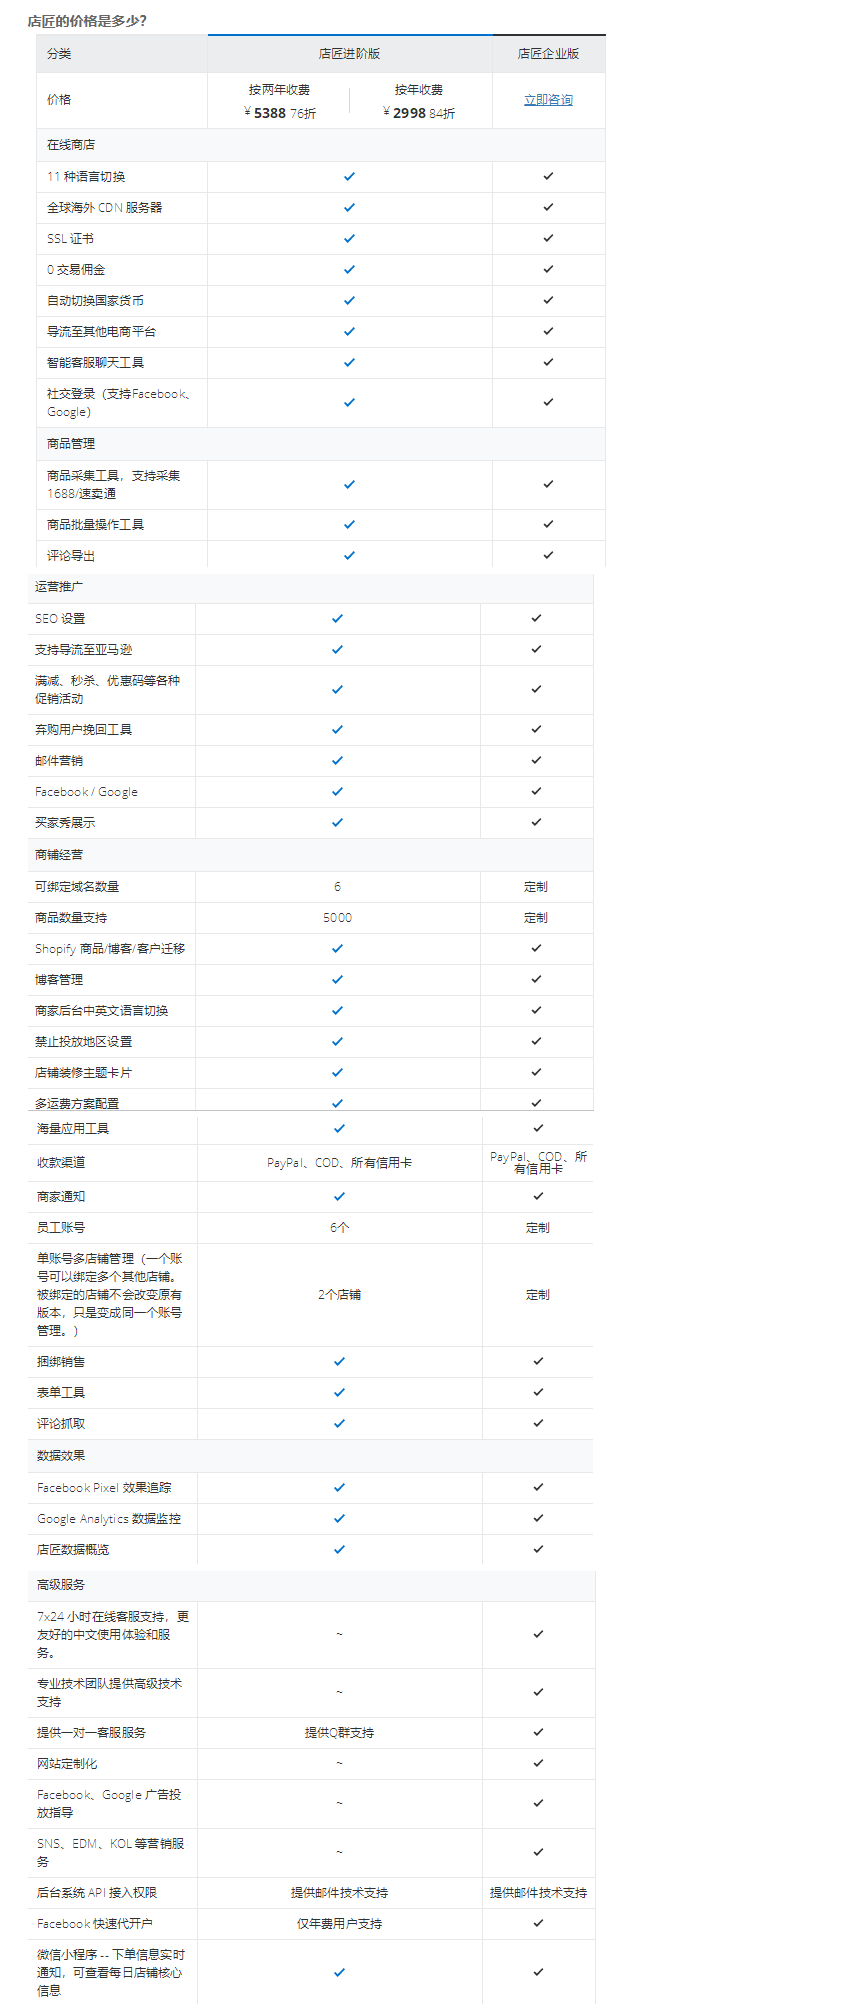 店匠的价格是多少?
分类 店匠进阶版 店匠企业版
价格 按两年收费 按年收费 立即咨询
¥ 5388 76折 ¥ 2998 84折
在线商店
11 种语言切换 ✓ ✓
全球海外 CDN 服务器 ✓ ✓
SSL 证书 ✓ ✓
0 交易佣金 ✓ ✓
自动切换国家货币 ✓ ✓
导流至其他电商平台 ✓ ✓
智能客服聊天工具 ✓ ✓
社交登录（支持Facebook、
Google） ✓ ✓
商品管理
商品采集工具，支持采集
1688/速卖通 ✓ ✓
商品批量操作工具 ✓ ✓
评论导出 ✓ ✓
运营推广
SEO 设置 ✓ ✓
支持导流至亚马逊 ✓ ✓
满减、秒杀、优惠码等各种
促销活动 ✓ ✓
弃购用户挽回工具 ✓ ✓
邮件营销 ✓ ✓
Facebook / Google ✓ ✓
买家秀展示 ✓ ✓
商铺经营
可绑定域名数量 6 定制
商品数量支持 5000 定制
Shopify 商品/博客/客户迁移 ✓ ✓
博客管理 ✓ ✓
商家后台中英文语言切换 ✓ ✓
禁止投放地区设置 ✓ ✓
店铺装修主题卡片 ✓ ✓
多运费方案配置 ✓ ✓
海量应用工具 ✓ ✓
收款渠道 PayPal、COD、所有信用卡 PayPal、COD、所
有信用卡
商家通知 ✓ ✓
员工账号 6个 定制
单账号多店铺管理（一个账
号可以绑定多个其他店铺。
被绑定的店铺不会改变原有 2个店铺 定制
版本，只是变成同一个账号
管理。）
捆绑销售 ✓ ✓
表单工具 ✓ ✓
评论抓取 ✓ ✓
数据效果
Facebook Pixel 效果追踪 ✓ ✓
Google Analytics 数据监控 ✓ ✓
店匠数据概览 ✓ ✓
高级服务
7x24 小时在线客服支持，更
友好的中文使用体验和服 ~ ✓
务。
专业技术团队提供高级技术
支持 ~ ✓
提供一对一客服服务 提供Q群支持 ✓
网站定制化 ~ ✓
Facebook、Google 广告投
放指导 ~ ✓
SNS、EDM、KOL 等营销服
务 ~ ✓
后台系统 API 接入权限 提供邮件技术支持 提供邮件技术支持
Facebook 快速代开户 仅年费用户支持 ✓
微信小程序 -- 下单信息实时
通知，可查看每日店铺核心 ✓ ✓
信息